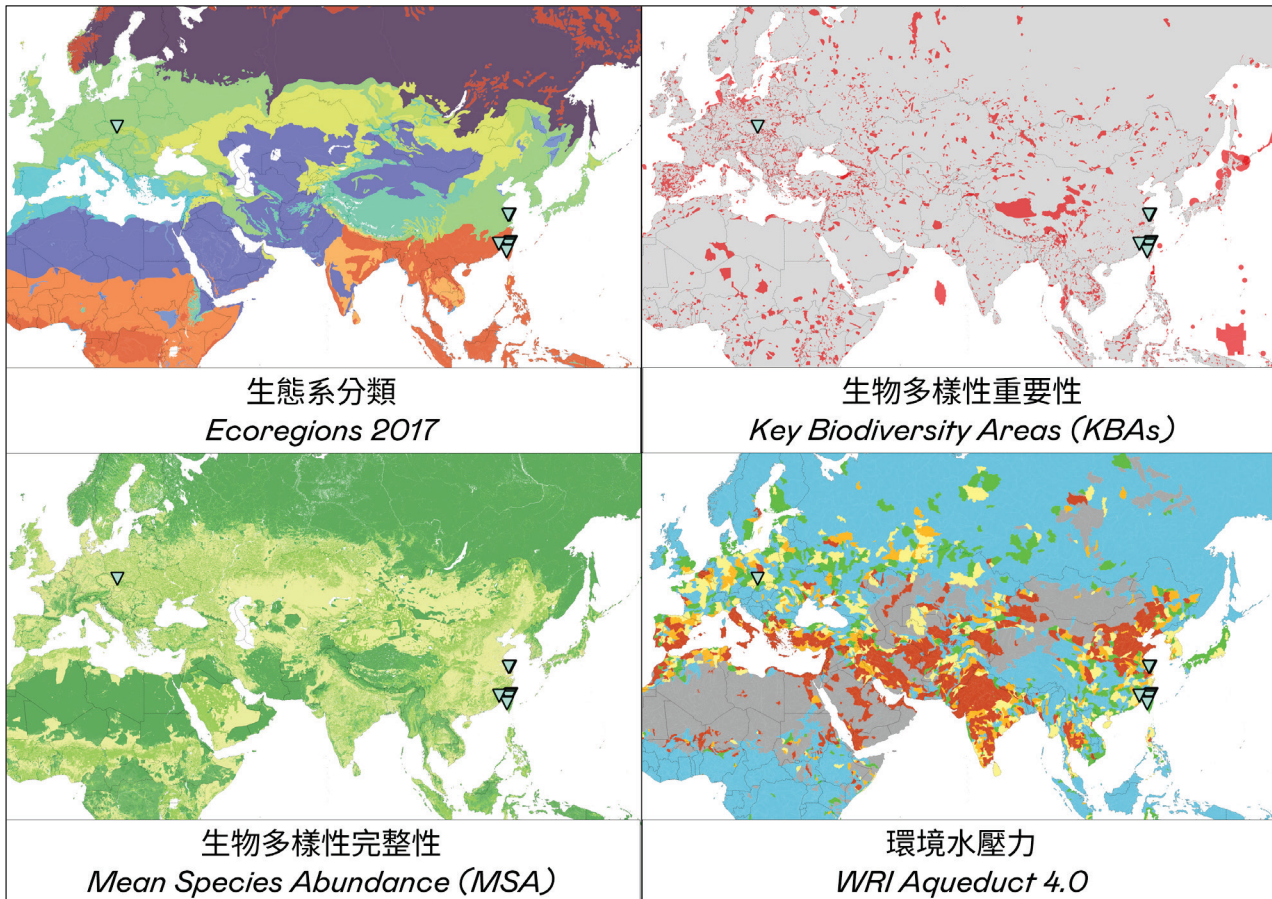 生態系分類
Ecoregions 2017
生物多樣性重要性
Key Biodiversity Areas (KBAs)
生物多樣性完整性
Mean Species Abundance (MSA)
環境水壓力
WRI Aqueduct 4.0